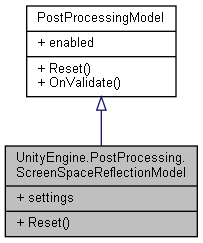 PostProcessingModel
+ enabled
+ Reset()
+ OnValidate()
UnityEngine.PostProcessing.
ScreenSpaceReflectionModel
+ settings
+ Reset()